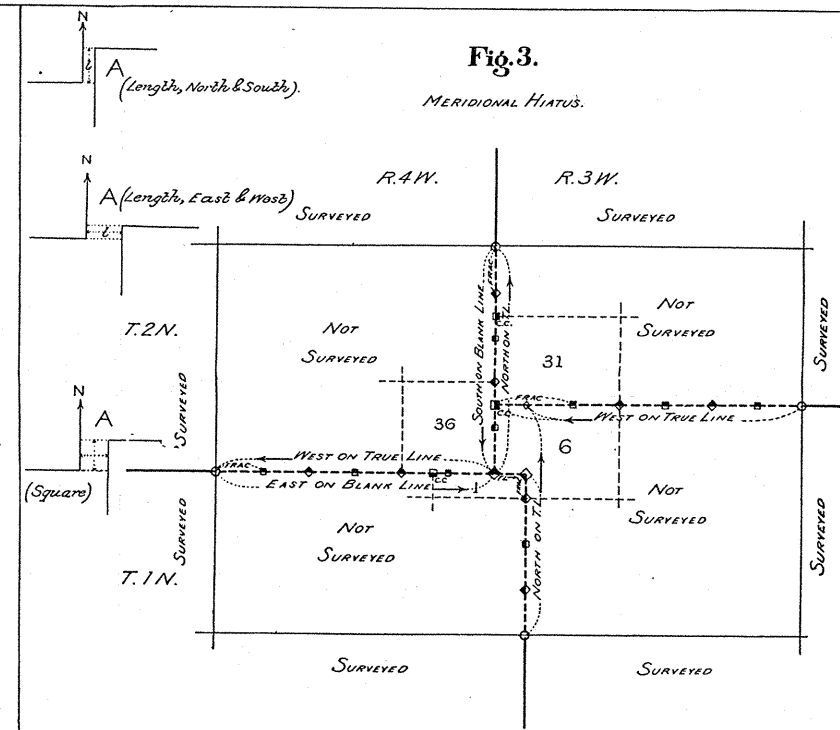 Fig.3.
MERIDIONAL HIATUS.
N
l
A
(Length, North & South).
N
A (Length, East & West)
l
R.4W.
R.3W.
SURVEYED
SURVEYED
T.2N.
NOT
SURVEYED
NOT
SURVEYED
SURVEYED
SURVEYED
FRAC
SOUTH ON BLANK LINE
NORTH ON T.L.
C.C.
31
N
A
(Square)
36
FRAC
C.C.
WEST ON TRUE LINE
6
WEST ON TRUE LINE
FRAC
C.C
EAST ON BLANK LINE
1
NORTH ON T.L.
NOT
SURVEYED
NOT
SURVEYED
SURVEYED
SURVEYED
T.1N.
SURVEYED
SURVEYED